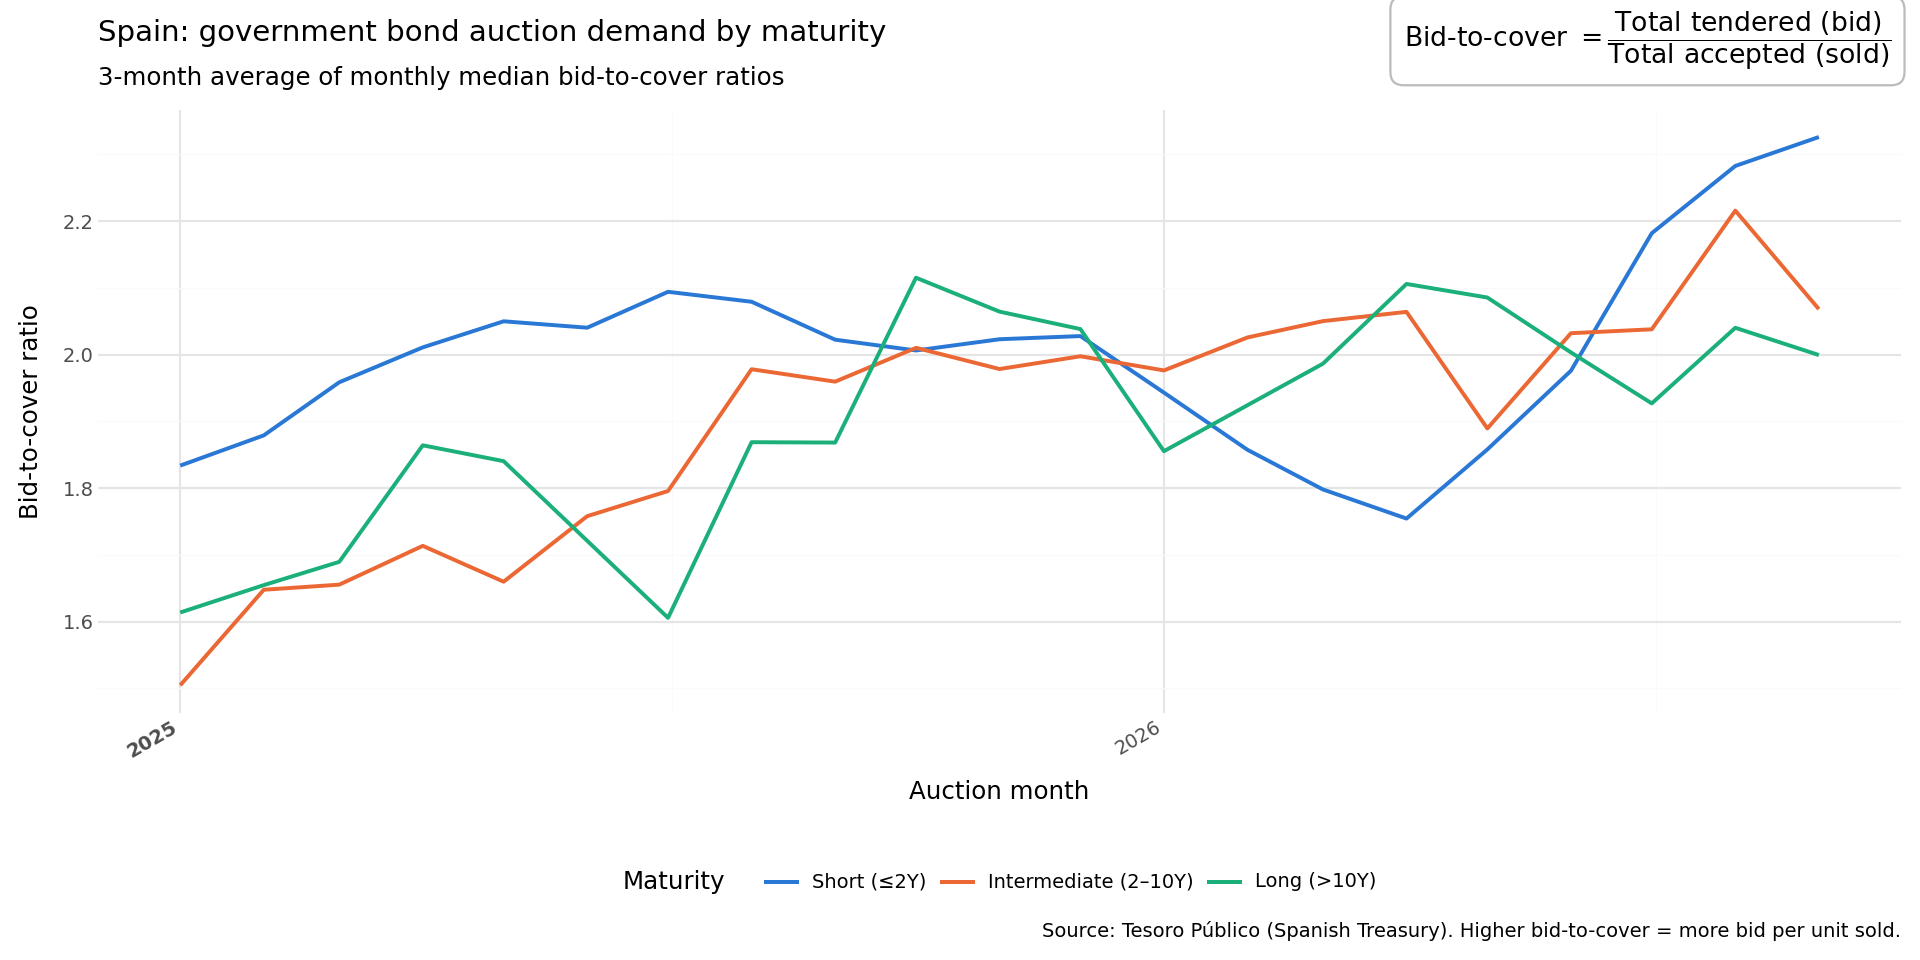 Spain: government bond auction demand by maturity
3-month average of monthly median bid-to-cover ratios
Bid-to-cover = Total tendered (bid)
Total accepted (sold)
Bid-to-cover ratio
2.2
2.0
1.8
1.6
2025
2026
Auction month
Maturity
Short (≤2Y)
Intermediate (2–10Y)
Long (>10Y)
Source: Tesoro Público (Spanish Treasury). Higher bid-to-cover = more bid per unit sold.